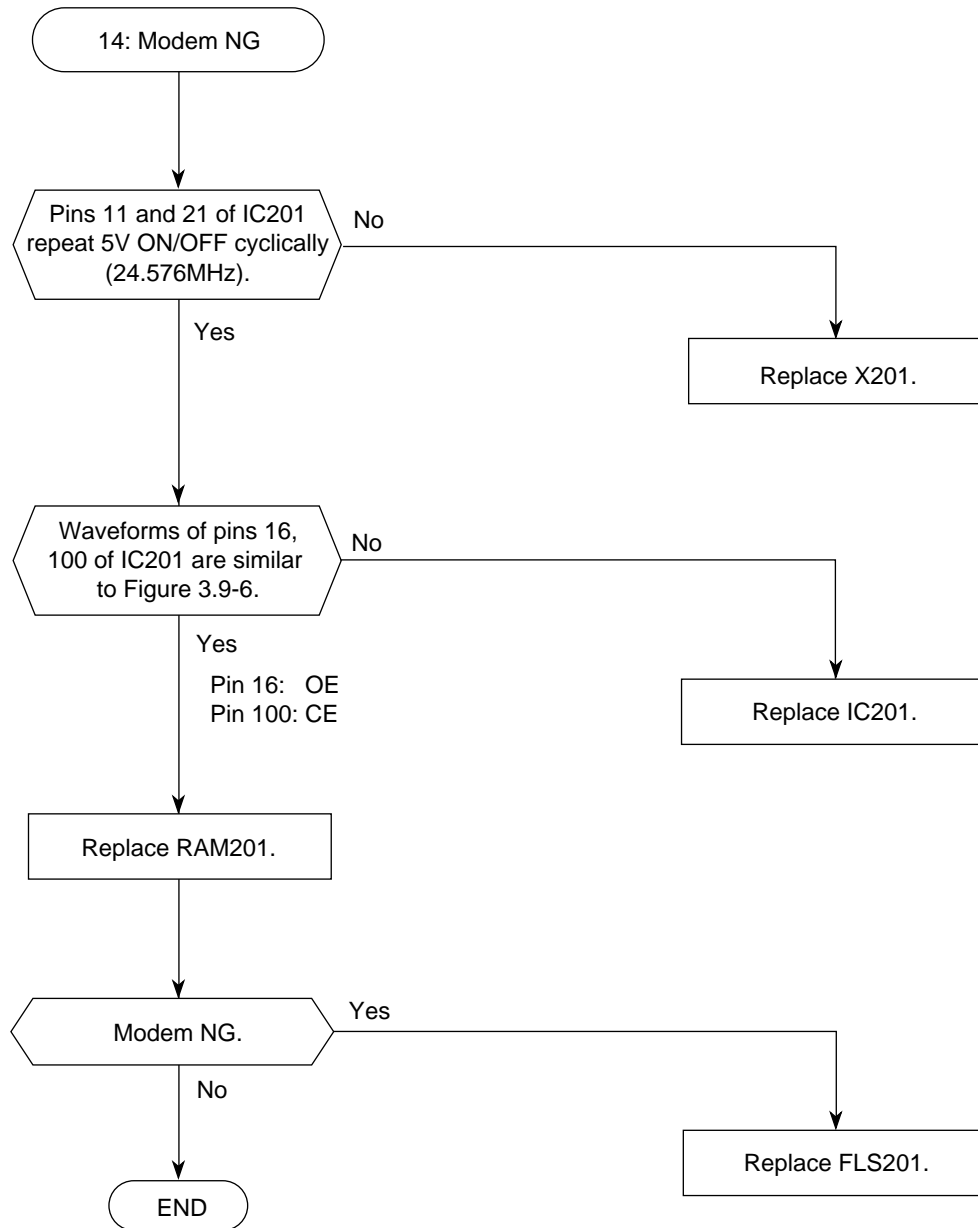 14: Modem NG
Pins 11 and 21 of IC201
repeat 5V ON/OFF cyclically
(24.576MHz).
No
Yes
Replace X201.
Waveforms of pins 16,
100 of IC201 are similar
to Figure 3.9-6.
No
Yes
Pin 16: OE
Pin 100: CE
Replace IC201.
Replace RAM201.
Modem NG.
Yes
No
Replace FLS201.
END